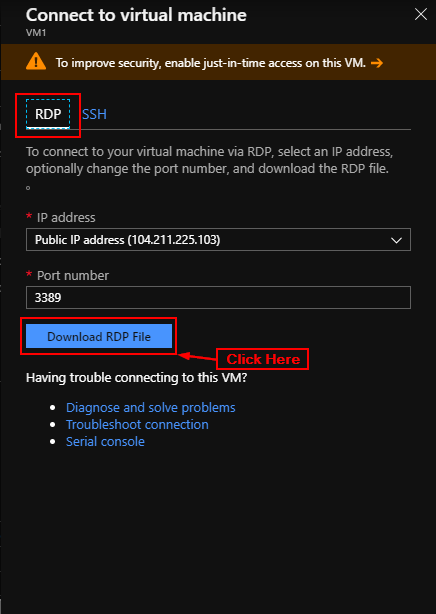 Connect to virtual machine
VM1
To improve security, enable just-in-time access on this VM. →
RDP SSH
To connect to your virtual machine via RDP, select an IP address,
optionally change the port number, and download the RDP file.
* IP address
Public IP address (104.211.225.103)
* Port number
3389
Download RDP File
Click Here
Having trouble connecting to this VM?
• Diagnose and solve problems
• Troubleshoot connection
• Serial console